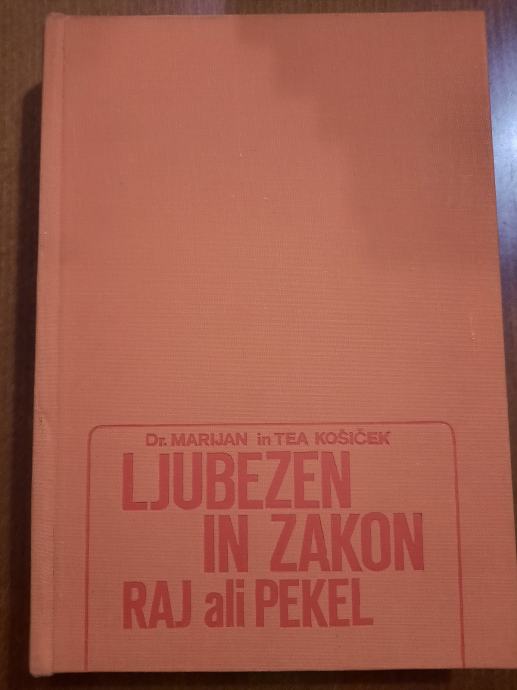 Dr. MARIJAN in TEA KOŠIČEK
LJUBEZEN
IN ZAKON
RAJ ali PEKEL